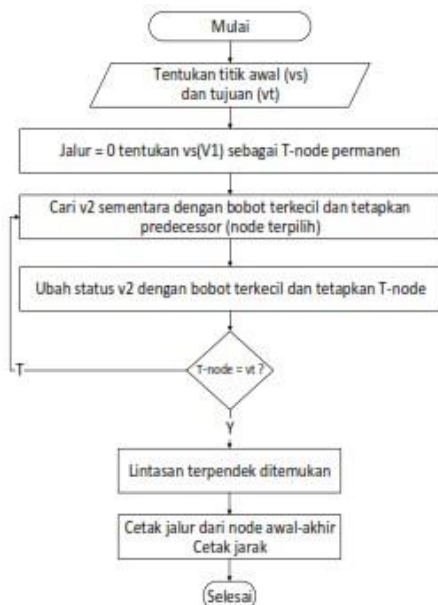 Mulai
Tentukan titik awal (vs)
dan tujuan (vt)
Jalur = 0 tentukan vs(V1) sebagai T-node permanen
Cari v2 sementara dengan bobot terkecil dan tetapkan
predecessor (node terpilih)
Ubah status v2 dengan bobot terkecil dan tetapkan T-node
T-node = vt ?
T
Y
Lintasan terpendek ditemukan
Cetak jalur dari node awal-akhir
Cetak jarak
Selesai